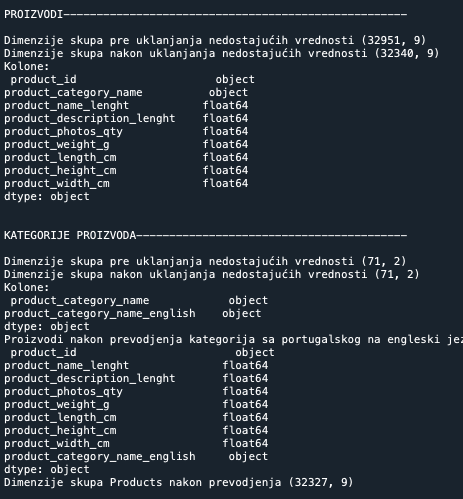 PROIZVODI----------------------------------------------------
Dimenzije skupa pre uklanjanja nedostajućih vrednosti (32951, 9)
Dimenzije skupa nakon uklanjanja nedostajućih vrednosti (32340, 9)
Kolone:
product_id object
product_category_name object
product_name_lenght float64
product_description_lenght float64
product_photos_qty float64
product_weight_g float64
product_length_cm float64
product_height_cm float64
product_width_cm float64
dtype: object
KATEGORIJE PROIZVODA-----------------------------------------
Dimenzije skupa pre uklanjanja nedostajućih vrednosti (71, 2)
Dimenzije skupa nakon uklanjanja nedostajućih vrednosti (71, 2)
Kolone:
product_category_name object
product_category_name_english object
dtype: object
Proizvodi nakon prevodjenja kategorija sa portugalskog na engleski jez
product_id object
product_name_lenght float64
product_description_lenght float64
product_photos_qty float64
product_weight_g float64
product_length_cm float64
product_height_cm float64
product_width_cm float64
product_category_name_english object
dtype: object
Dimenzije skupa Products nakon prevodjenja (32327, 9)